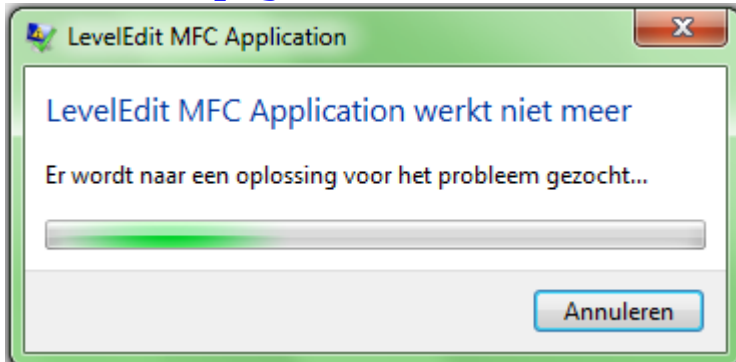 LevelEdit MFC Application
LevelEdit MFC Application werkt niet meer
Er wordt naar een oplossing voor het probleem gezocht...
Annuleren